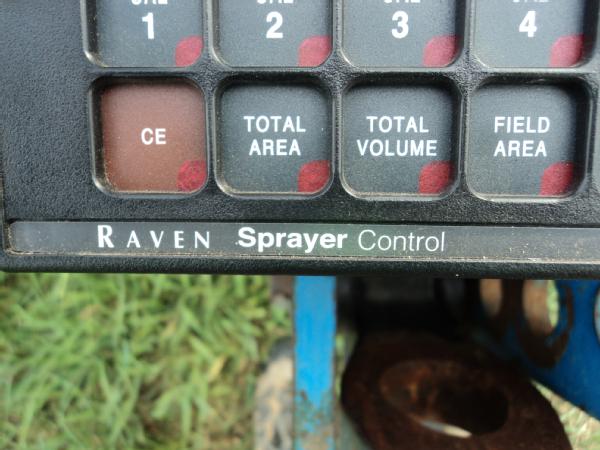 1 2 3 4
CE
TOTAL AREA
TOTAL VOLUME
FIELD AREA
RAVEN Sprayer Control